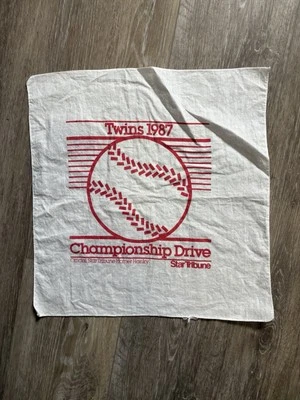 Twins 1987
Championship Drive
Star Tribune